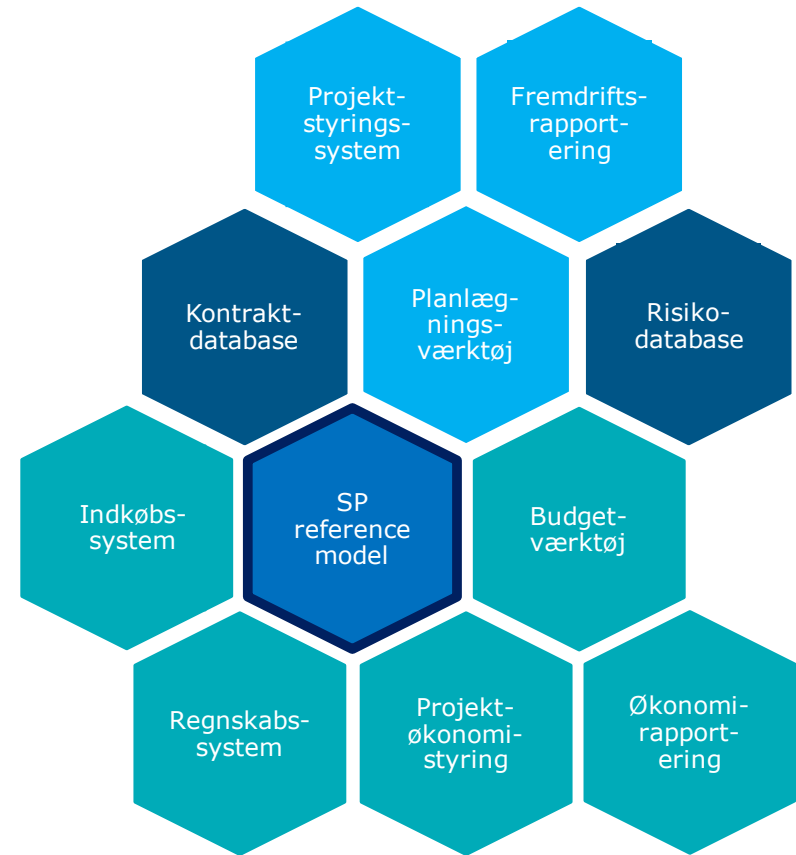 Projekt-
styrings-
system
Fremdrifts-
rapport-
ering
Kontrakt-
database
Planlæg-
nings-
værktøj
Risiko-
database
Indkøbs-
system
SP
reference
model
Budget-
værktøj
Regnskabs-
system
Projekt-
økonomi-
styring
Økonomi-
rapport-
ering